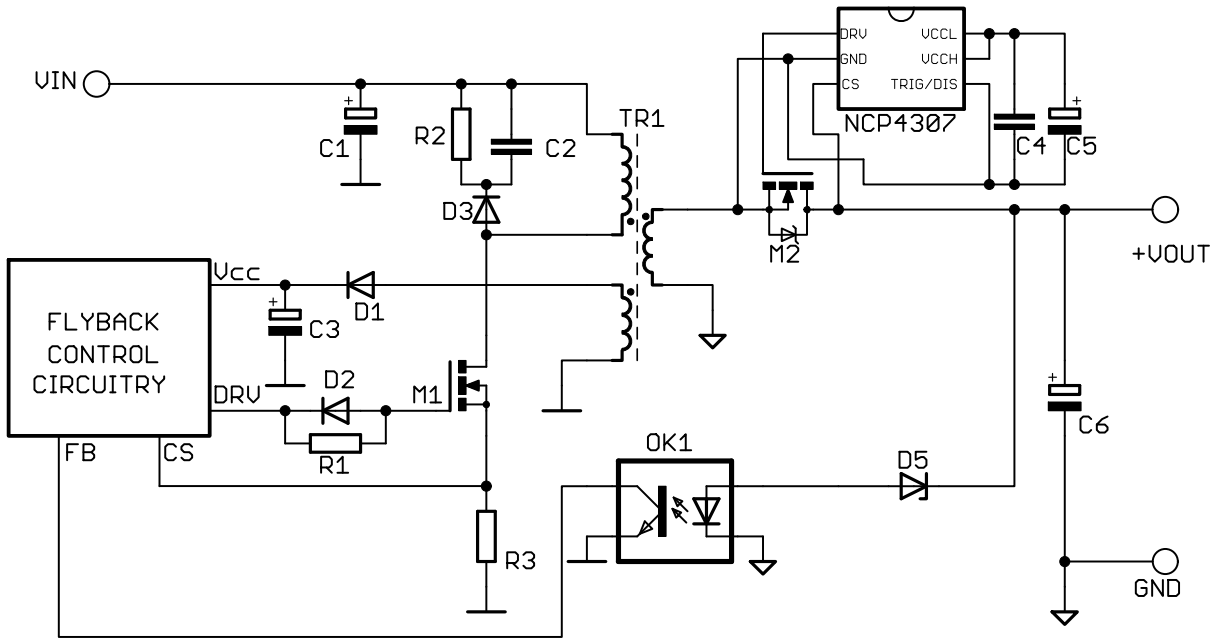 DRV VCCL
GND VCCH
CS TRIG/DIS
NCP4307
VIN
+
C1
R2
C2
TR1
+
C4
C5
D3
M2
+VOUT
Vcc
D1
+
C3
FLYBACK
CONTROL
CIRCUITRY
DRV
D2
M1
R1
FB
CS
+
C6
OK1
D5
R3
GND